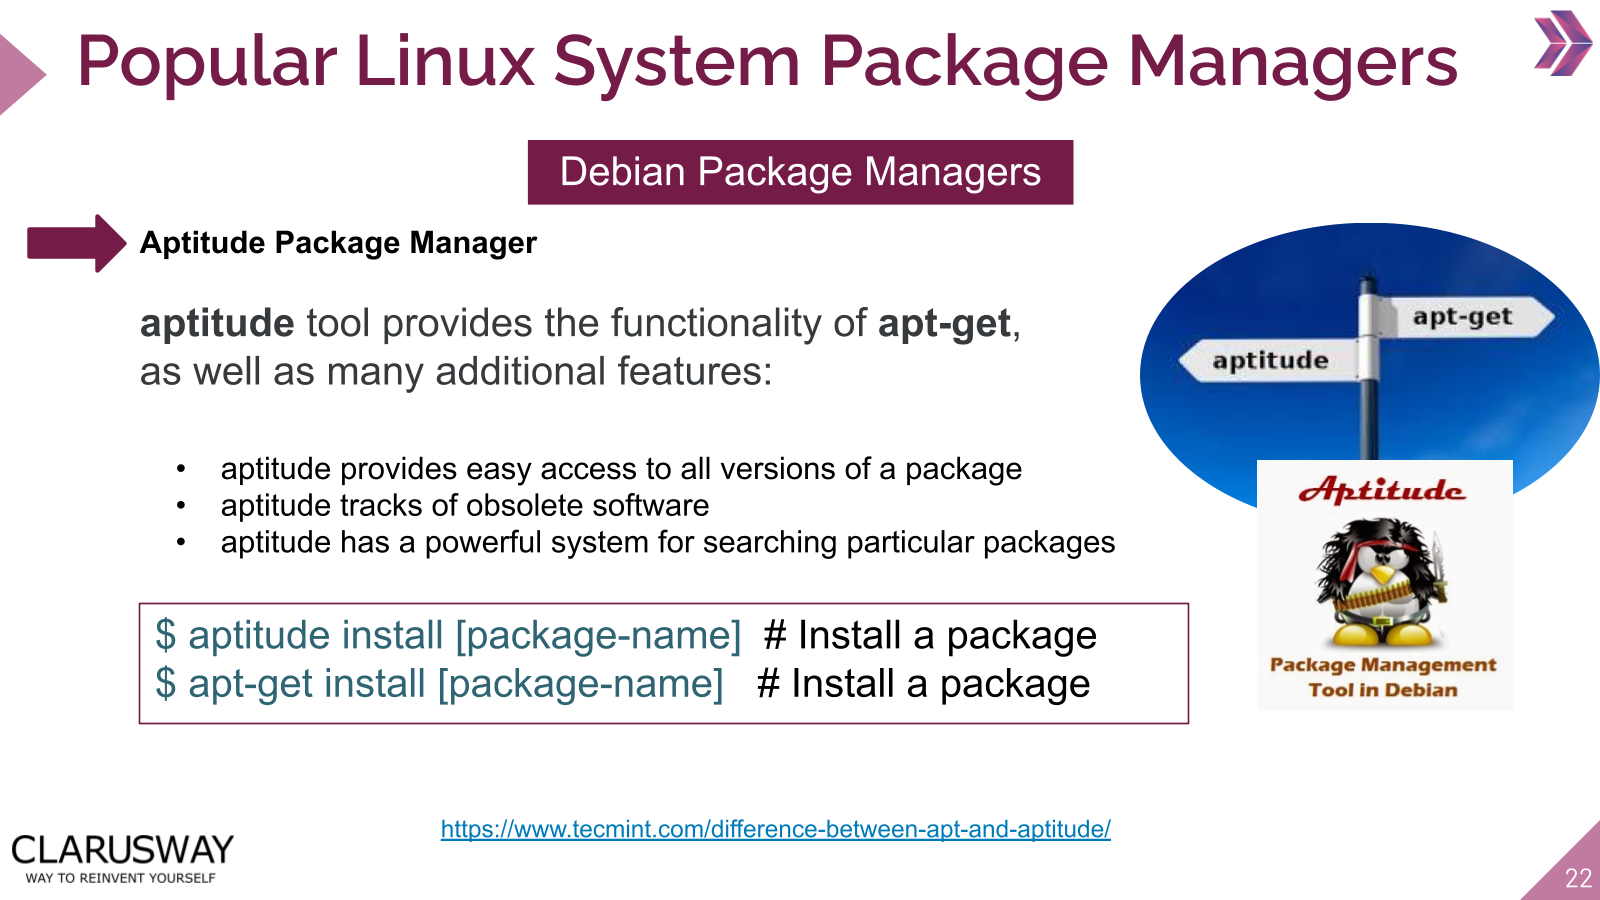 Popular Linux System Package Managers
Debian Package Managers
Aptitude Package Manager
aptitude tool provides the functionality of apt-get,
as well as many additional features:
• aptitude provides easy access to all versions of a package
• aptitude tracks of obsolete software
• aptitude has a powerful system for searching particular packages
$ aptitude install [package-name] # Install a package
$ apt-get install [package-name] # Install a package
apt-get
aptitude
Aptitude
Package Management
Tool in Debian
https://www.tecmint.com/difference-between-apt-and-aptitude/
CLARUSWAY
WAY TO REINVENT YOURSELF
22